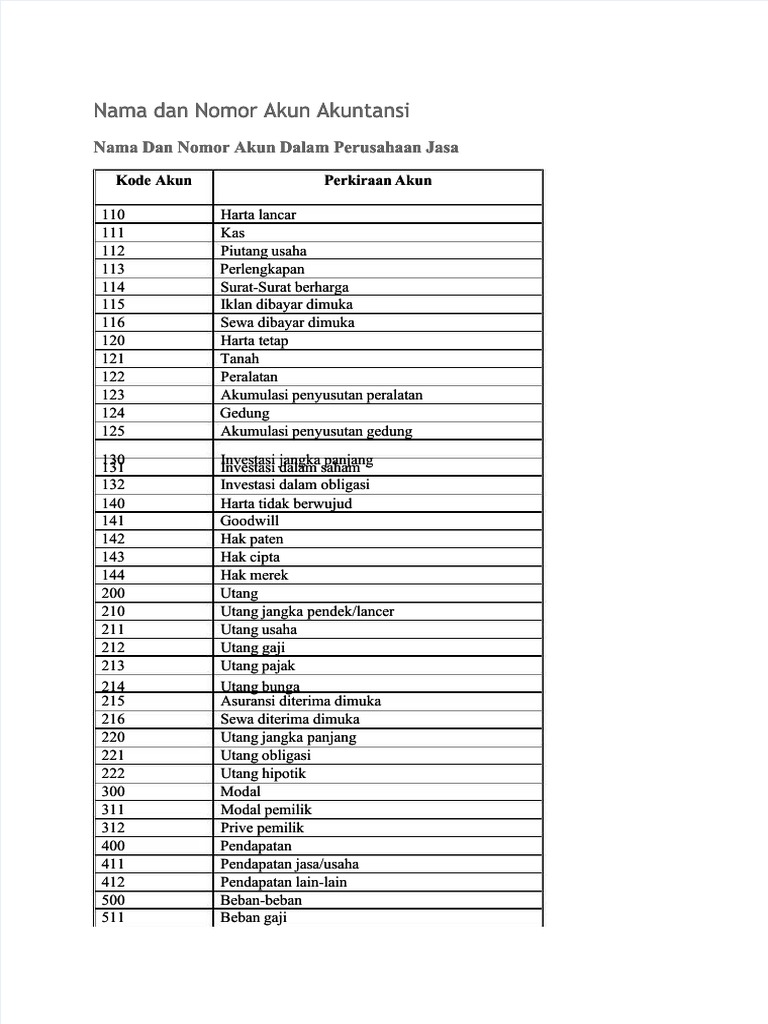 Nama dan Nomor Akun Akuntansi
Nama Dan Nomor Akun Dalam Perusahaan Jasa
Kode Akun Perkiraan Akun
110 Harta lancar
111 Kas
112 Piutang usaha
113 Perlengkapan
114 Surat-Surat berharga
115 Iklan dibayar dimuka
116 Sewa dibayar dimuka
120 Harta tetap
121 Tanah
122 Peralatan
123 Akumulasi penyusutan peralatan
124 Gedung
125 Akumulasi penyusutan gedung
130 Investasi jangka panjang
131 Investasi dalam saham
132 Investasi dalam obligasi
140 Harta tidak berwujud
141 Goodwill
142 Hak paten
143 Hak cipta
144 Hak merek
200 Utang
210 Utang jangka pendek/lancer
211 Utang usaha
212 Utang gaji
213 Utang pajak
214 Utang bunga
215 Asuransi diterima dimuka
216 Sewa diterima dimuka
220 Utang jangka panjang
221 Utang obligasi
222 Utang hipotik
300 Modal
311 Modal pemilik
312 Prive pemilik
400 Pendapatan
411 Pendapatan jasa/usaha
412 Pendapatan lain-lain
500 Beban-beban
511 Beban gaji